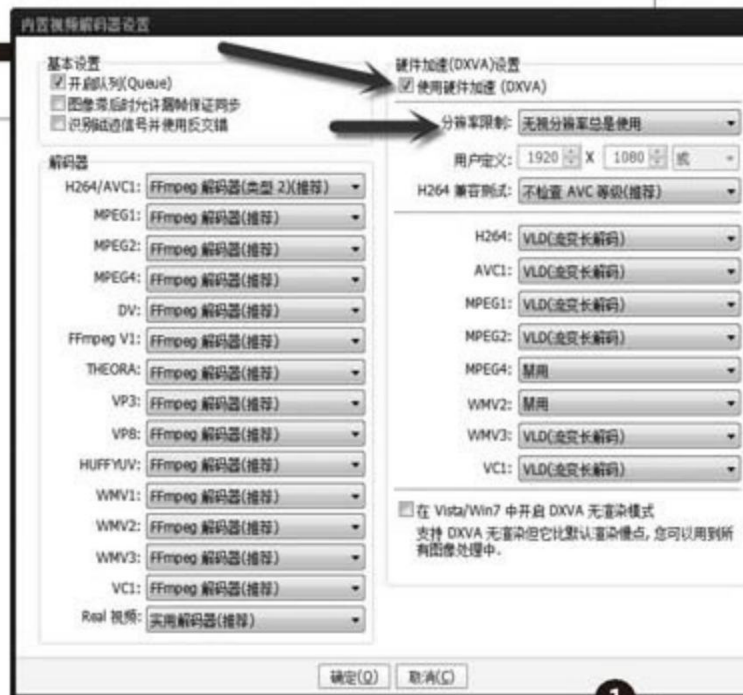 内置视频解码器设置
基本设置
开启队列(Queue)
图像滞后时允许漏帧保证同步
识别磁迹信号并使用反交错
解码器
H264/AVC1: FFmpeg 解码器(类型 2)(推荐)
MPEG1: FFmpeg 解码器(推荐)
MPEG2: FFmpeg 解码器(推荐)
MPEG4: FFmpeg 解码器(推荐)
DV: FFmpeg 解码器(推荐)
FFmpeg V1: FFmpeg 解码器(推荐)
THEORA: FFmpeg 解码器(推荐)
VP3: FFmpeg 解码器(推荐)
VP8: FFmpeg 解码器(推荐)
HUFFYUV: FFmpeg 解码器(推荐)
WMV1: FFmpeg 解码器(推荐)
WMV2: FFmpeg 解码器(推荐)
WMV3: FFmpeg 解码器(推荐)
VC1: FFmpeg 解码器(推荐)
Real 视频: 实用解码器(推荐)
硬件加速(DXVA)设置
使用硬件加速 (DXVA)
分辨率限制: 无视分辨率总是使用
用户定义: 1920 X 1080 或
H264 兼容测试: 不检查 AVC 等级(推荐)
H264: VLD(流变长解码)
AVC1: VLD(流变长解码)
MPEG1: VLD(流变长解码)
MPEG2: VLD(流变长解码)
MPEG4: 禁用
WMV2: 禁用
WMV3: VLD(流变长解码)
VC1: VLD(流变长解码)
在 Vista/Win7 中开启 DXVA 无渲染模式
支持 DXVA 无渲染但它比默认渲染慢点, 您可以用到所
有图像处理中.
确定(O) 取消(C)
1